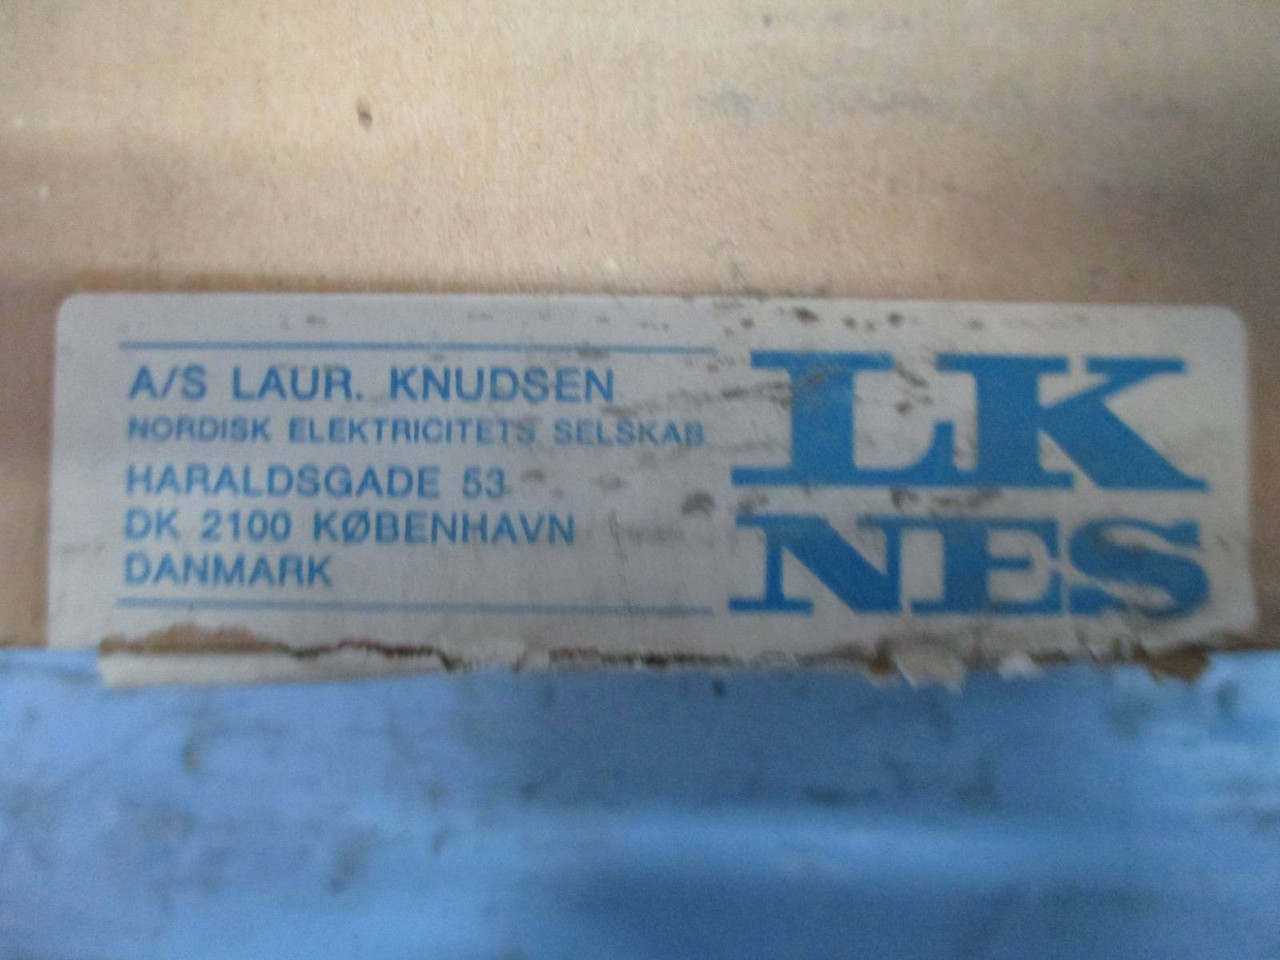 A/S LAUR. KNUDSEN
NORDISK ELEKTRICITETS SELSKAB
HARALDSGADE 53
DK 2100 KØBENHAVN
DANMARK
LK
NES